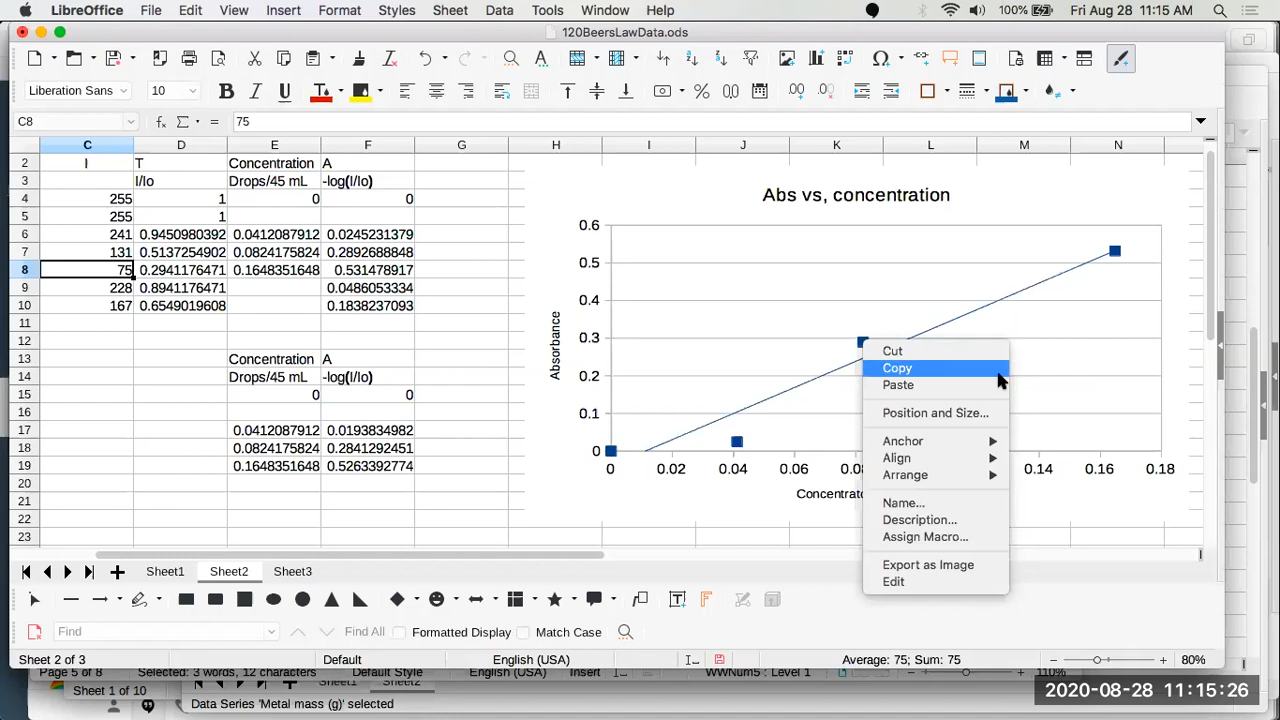 LibreOffice File Edit View Insert Format Styles Sheet Data Tools Window Help 100% Fri Aug 28 11:15 AM
120BeersLawData.ods
Liberation Sans 10
C8 75
C D E F G H I J K L M N
2 I T Concentration A
3 I/Io Drops/45 mL -log(I/Io)
4 255 1 0 0
5 255 1
6 241 0.9450980392 0.0412087912 0.0245231379
7 131 0.5137254902 0.0824175824 0.2892688848
8 75 0.2941176471 0.1648351648 0.531478917
9 228 0.8941176471 0.0486053334
10 167 0.6549019608 0.1838237093
11
12
13 Concentration A
14 Drops/45 mL -log(I/Io)
15 0 0
16
17 0.0412087912 0.0193834982
18 0.0824175824 0.2841292451
19 0.1648351648 0.5263392774
20
21
22
23
Abs vs, concentration
0.6
0.5
0.4
0.3
0.2
0.1
0
Absorbance
0 0.02 0.04 0.06 0.14 0.16 0.18
Cut
Copy
Paste
Position and Size...
Anchor
Align
Arrange
Name...
Description...
Assign Macro...
Export as Image
Edit
Sheet1 Sheet2 Sheet3
Find Find All Formatted Display Match Case
Sheet 2 of 3 Default English (USA) Average: 75; Sum: 75 80%
Page 5 of 8 Selected: 3 words, 12 characters English (USA) Insert WWNum5 : Level 1 110%
Sheet 1 of 10 Sheet1 Sheet2
Data Series 'Metal mass (g)' selected
2020-08-28 11:15:26